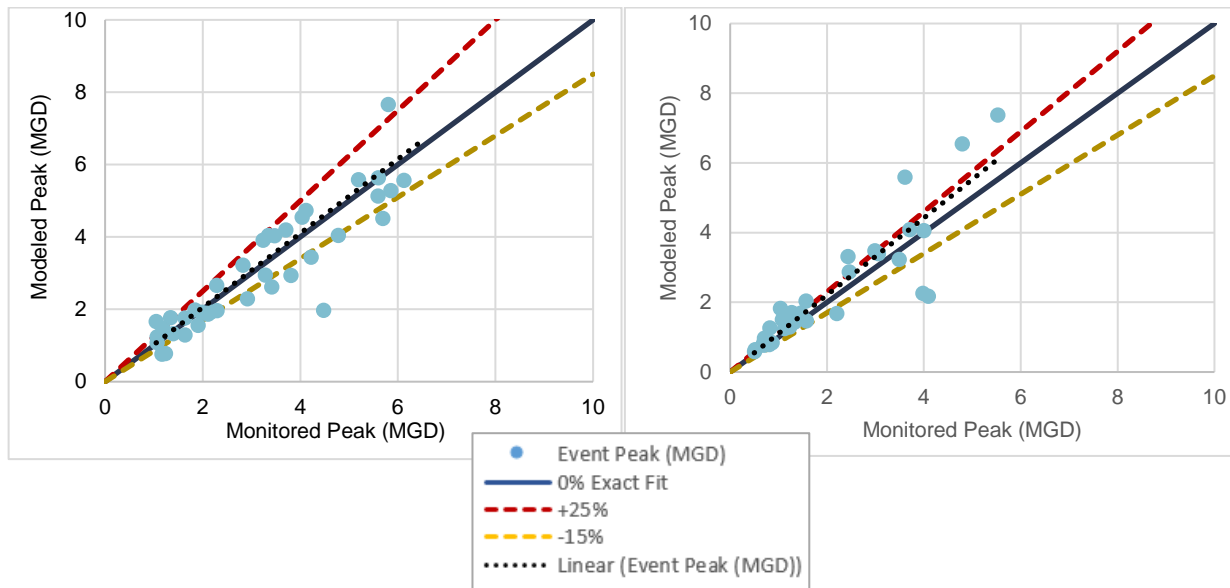 10
8
6
4
2
0
Modeled Peak (MGD)
0 2 4 6 8 10
Monitored Peak (MGD)
10
8
6
4
2
0
Modeled Peak (MGD)
0 2 4 6 8 10
Monitored Peak (MGD)
Event Peak (MGD)
0% Exact Fit
+25%
-15%
Linear (Event Peak (MGD))